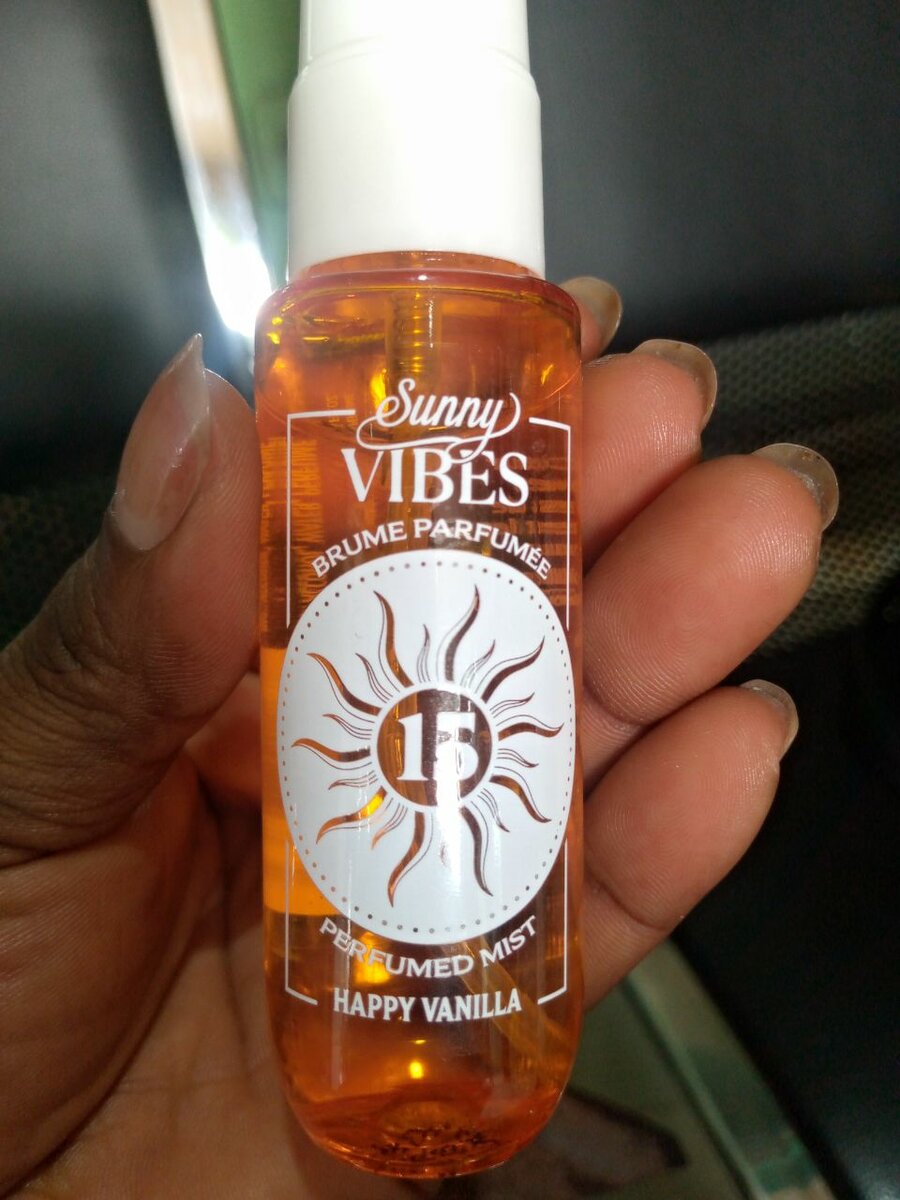 Sunny
VIBES
BRUME PARFUMÉE
15
PERFUMED MIST
HAPPY VANILLA